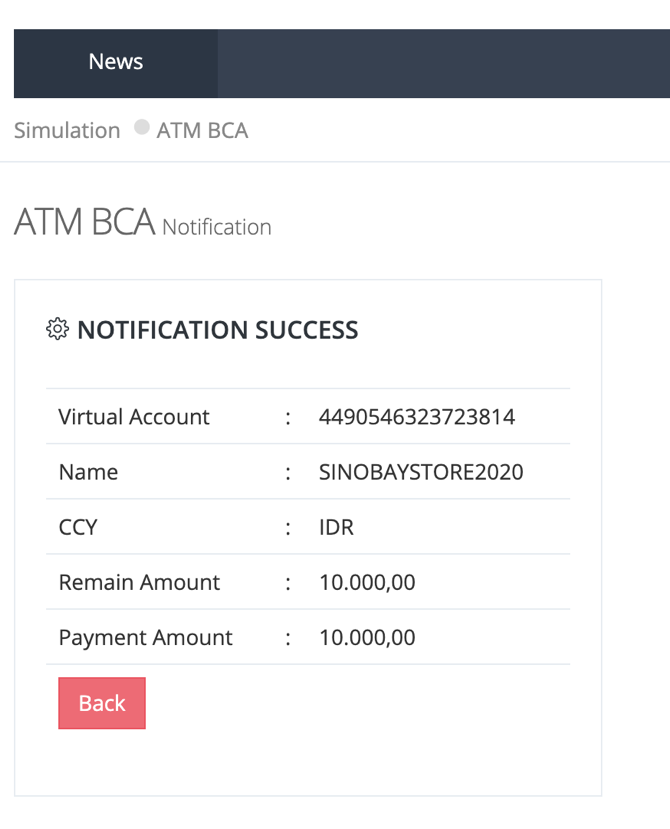 News
Simulation ATM BCA
ATM BCA Notification
NOTIFICATION SUCCESS
Virtual Account : 4490546323723814
Name : SINOBAYSTORE2020
CCY : IDR
Remain Amount : 10.000,00
Payment Amount : 10.000,00
Back